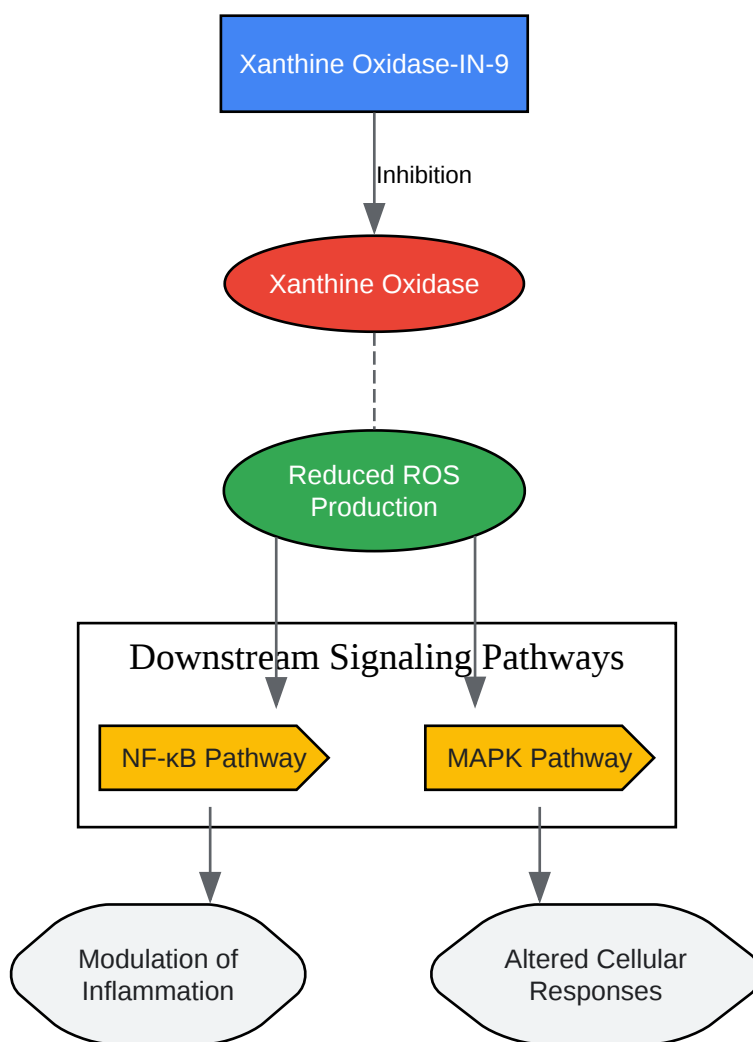 Xanthine Oxidase-IN-9
Inhibition
Xanthine Oxidase
Reduced ROS
Production
Downstream Signaling Pathways
NF-κB Pathway
MAPK Pathway
Modulation of
Inflammation
Altered Cellular
Responses